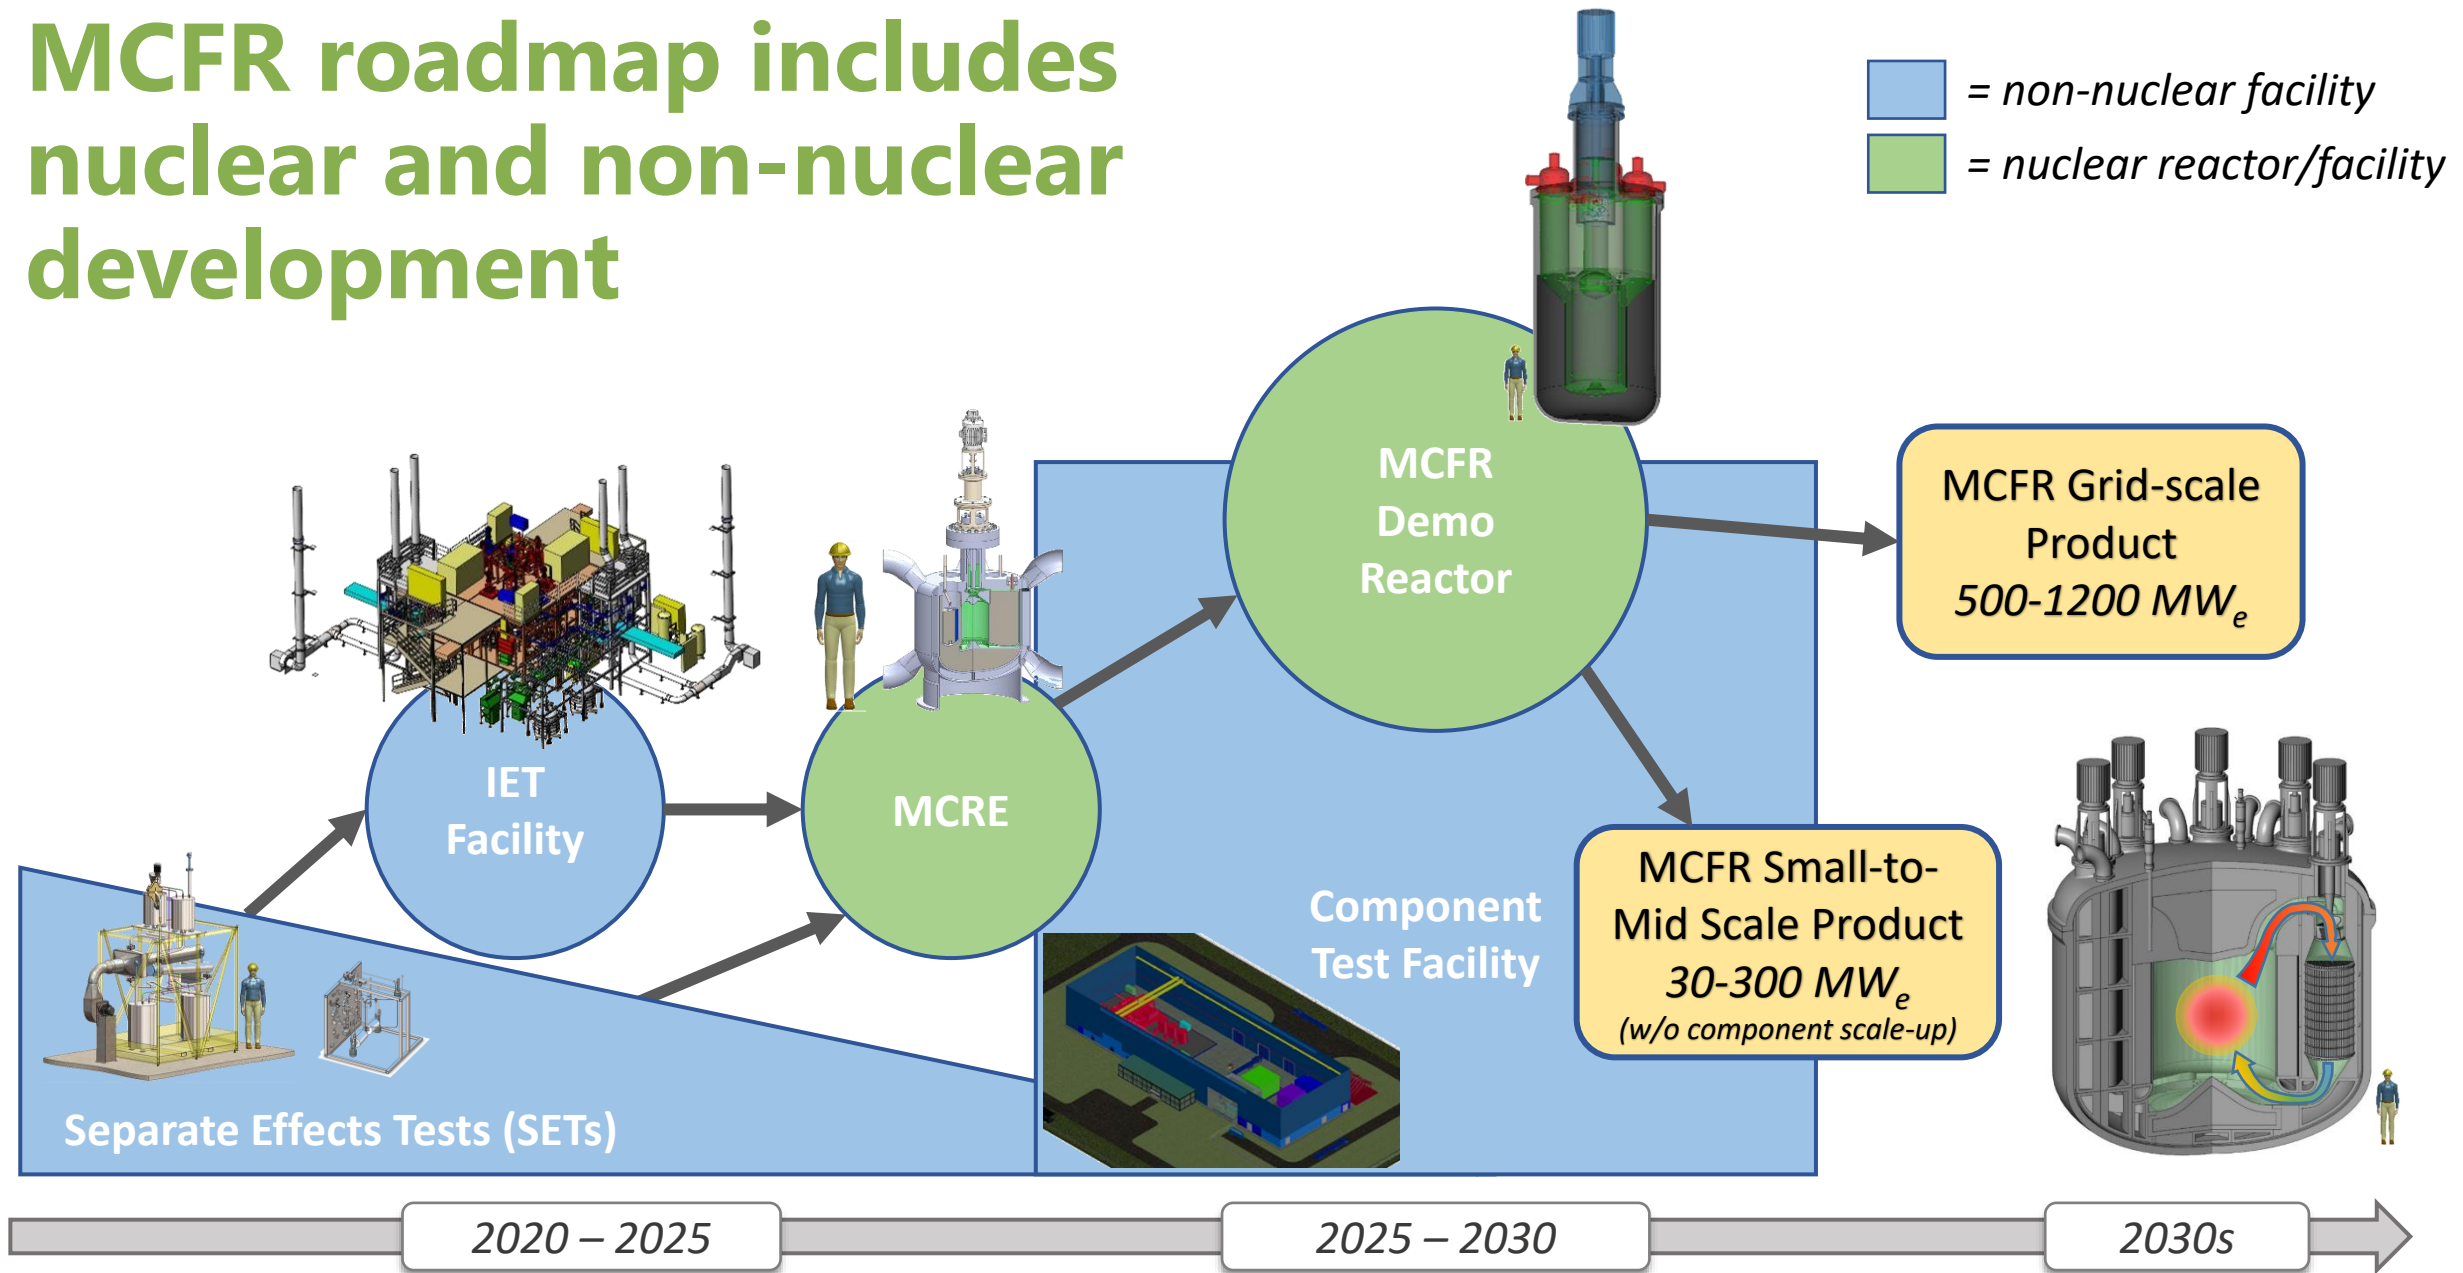 MCFR roadmap includes
nuclear and non-nuclear
development
= non-nuclear facility
= nuclear reactor/facility
MCFR
Demo
Reactor
MCFR Grid-scale
Product
500-1200 MWe
IET
Facility
MCRE
Component
Test Facility
MCFR Small-to-
Mid Scale Product
30-300 MWe
(w/o component scale-up)
Separate Effects Tests (SETs)
2020 – 2025
2025 – 2030
2030s